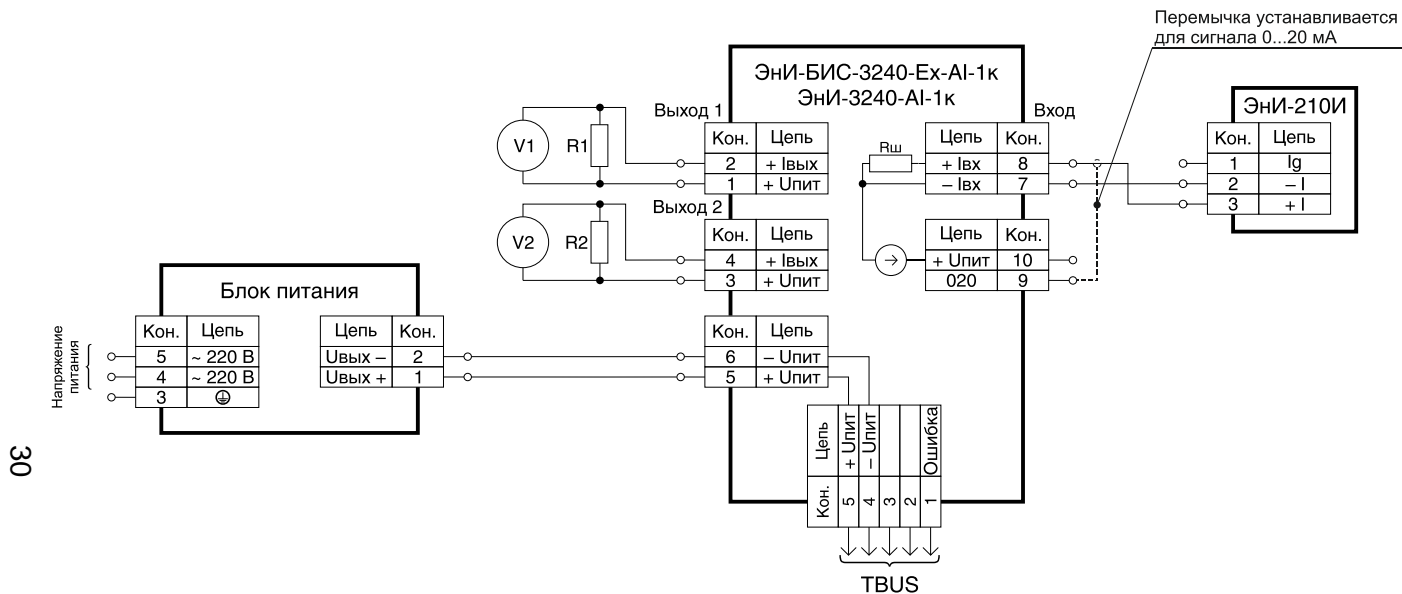 Перемычка устанавливается
для сигнала 0...20 мА
ЭнИ-БИС-3240-Ex-AI-1к
ЭнИ-3240-AI-1к
Выход 1
Кон. Цепь
2 + Iвых
1 + Uпит
V1
R1
Выход 2
Кон. Цепь
4 + Iвых
3 + Uпит
V2
R2
Вход
Цепь Кон.
+ Iвх 8
– Iвх 7
Rш
Цепь Кон.
+ Uпит 10
020 9
ЭнИ-210И
Кон. Цепь
1 Ig
2 – I
3 + I
Блок питания
Напряжение
питания
Кон. Цепь
5 ~ 220 В
4 ~ 220 В
3
Цепь Кон.
Uвых – 2
Uвых + 1
Кон. Цепь
6 – Uпит
5 + Uпит
Цепь + Uпит – Uпит Ошибка
Кон. 5 4 3 2 1
TBUS
30